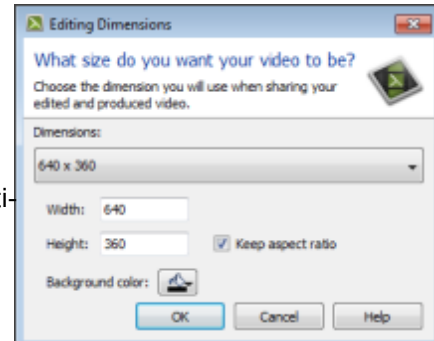 Editing Dimensions
What size do you want your video to be?
Choose the dimension you will use when sharing your
edited and produced video.
Dimensions:
640 x 360
ti-
Width: 640
Height: 360 Keep aspect ratio
Background color:
OK Cancel Help